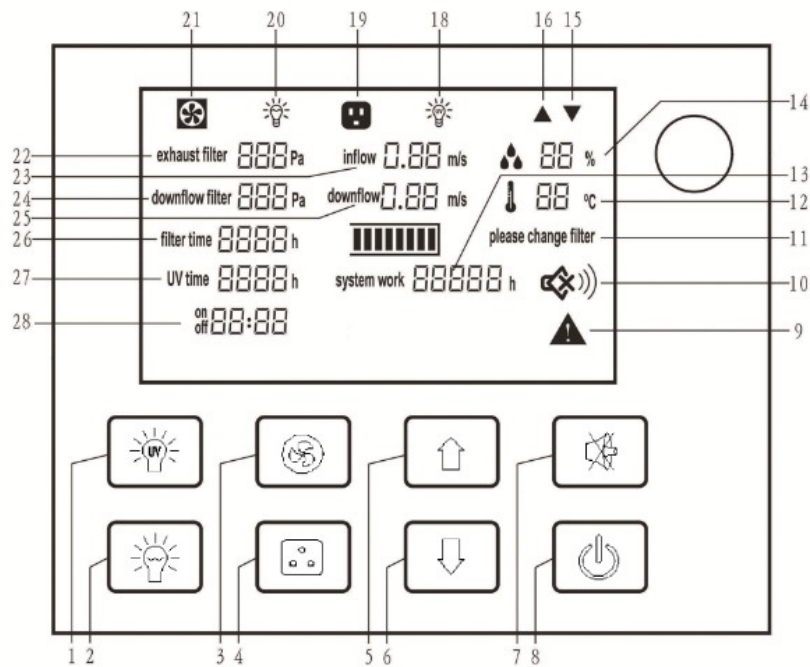 21 20 19 18 16 15
14
22 exhaust filter 888 Pa inflow 0.88 m/s 88 %
23 13
24 downflow filter 888 Pa downflow 0.88 m/s 88 ℃ 12
25
26 filter time 8888 h please change filter 11
27 UV time 8888 h system work 88888 h 10
on
28 off 88:88 9
UV
1 2 3 4 5 6 7 8